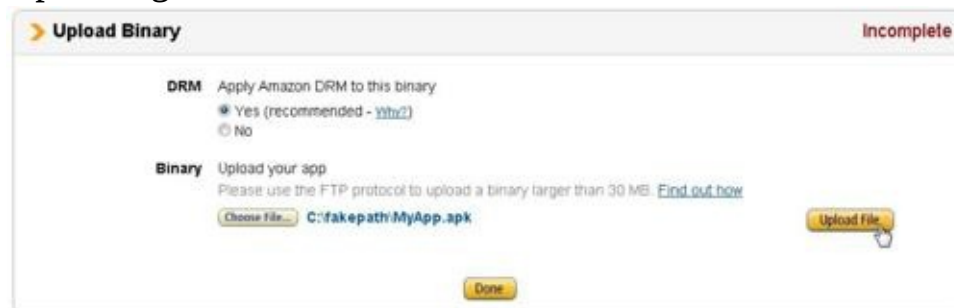 Upload Binary Incomplete
DRM Apply Amazon DRM to this binary
Yes (recommended - Why?)
No
Binary Upload your app
Please use the FTP protocol to upload a binary larger than 30 MB. Find out how
Choose File... C:\fakepath\MyApp.apk Upload File
Done